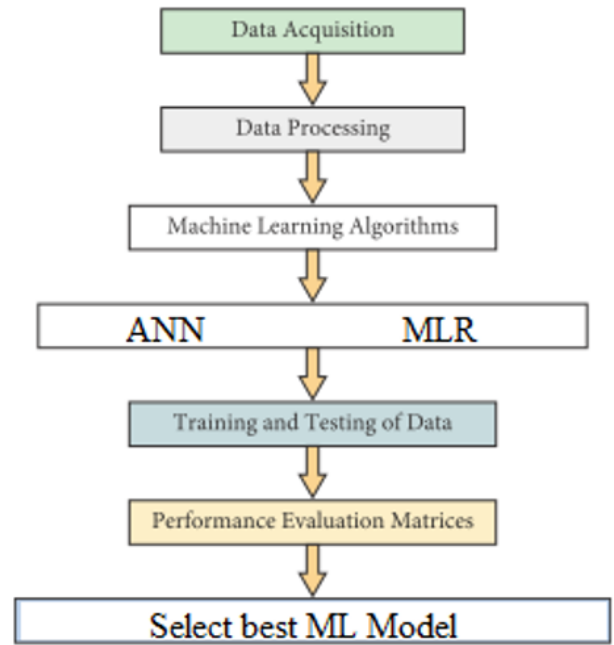 Data Acquisition
Data Processing
Machine Learning Algorithms
ANN MLR
Training and Testing of Data
Performance Evaluation Matrices
Select best ML Model